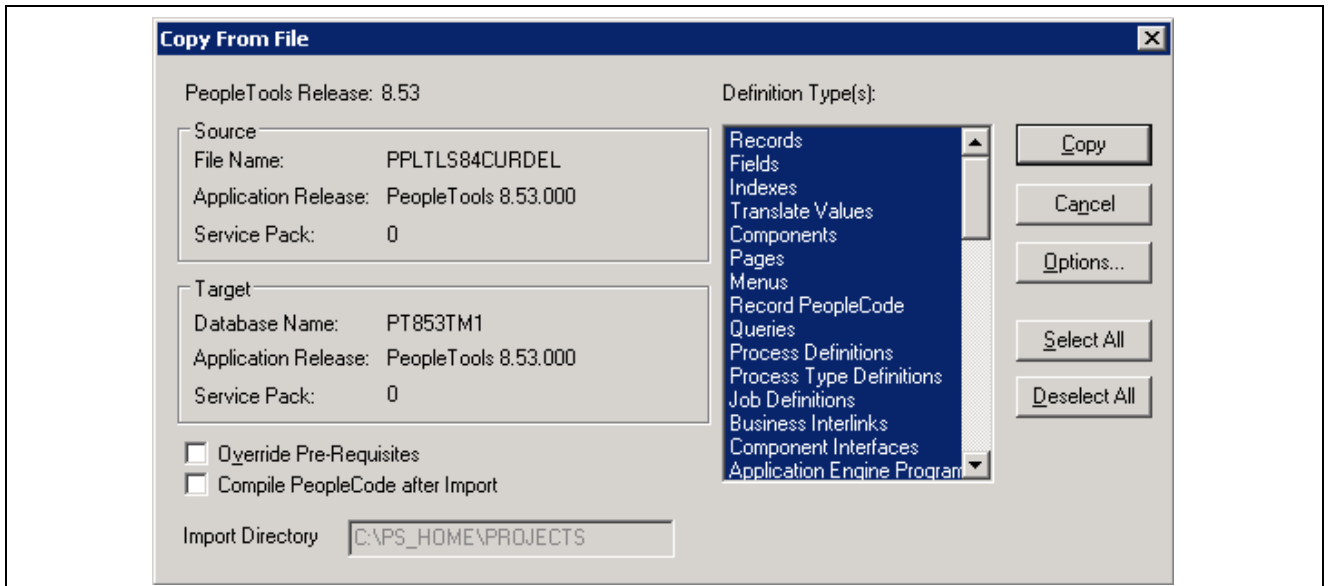 Copy From File
PeopleTools Release: 8.53
Source
File Name: PPLTLS84CURDEL
Application Release: PeopleTools 8.53.000
Service Pack: 0
Target
Database Name: PT853TM1
Application Release: PeopleTools 8.53.000
Service Pack: 0
Override Pre-Requisites
Compile PeopleCode after Import
Import Directory C:\PS_HOME\PROJECTS
Definition Type(s):
Records
Fields
Indexes
Translate Values
Components
Pages
Menus
Record PeopleCode
Queries
Process Definitions
Process Type Definitions
Job Definitions
Business Interlinks
Component Interfaces
Application Engine Program
Copy
Cancel
Options...
Select All
Deselect All